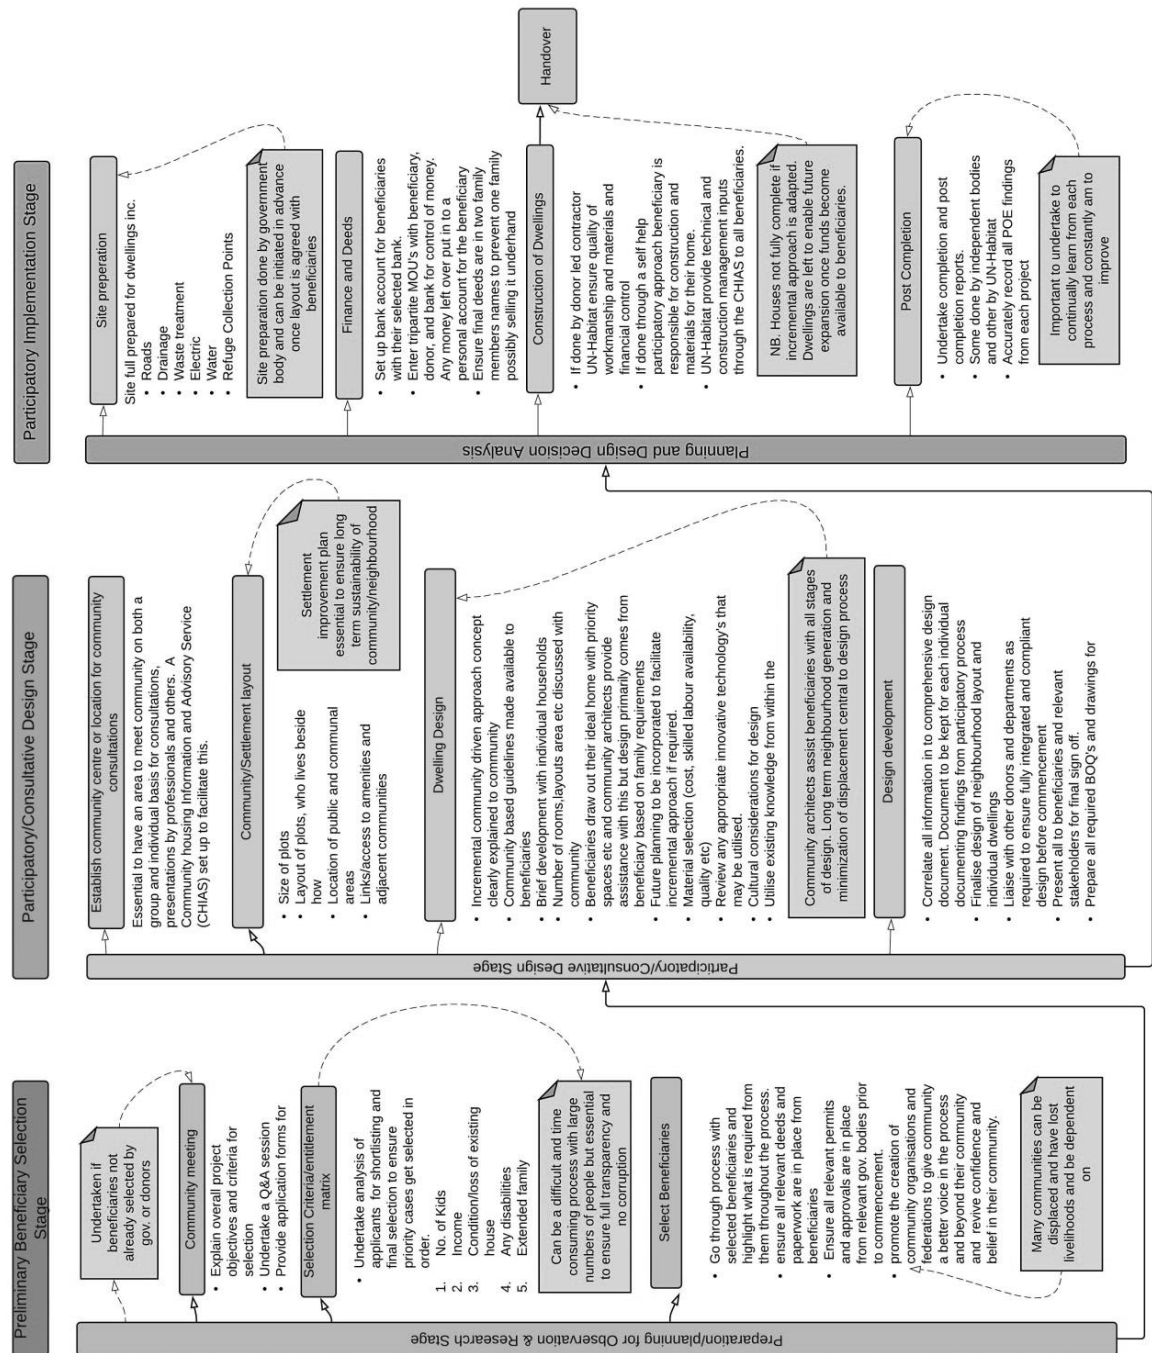 Preliminary Beneficiary Selection
Stage
Preparation/planning for Observation & Research Stage
Undertaken if
beneficiaries not
already selected by
gov. or donors
Community meeting
• Explain overall project
objectives and criteria for
selection
• Undertake a Q&A session
• Provide application forms for
Selection Criteria/entitlement
matrix
• Undertake analysis of
applicants for shortlisting and
final selection to ensure
priority cases get selected in
order.
1. No. of Kids
2. Income
3. Condition/loss of existing
house
4. Any disabilities
5. Extended family
Can be a difficult and time
consuming process with large
numbers of people but essential
to ensure full transparency and
no corruption
Select Beneficiaries
• Go through process with
selected beneficiaries and
highlight what is required from
them throughout the process.
• ensure all relevant deeds and
paperwork are in place from
beneficiaries
• Ensure all relevant permits
and approvals are in place
from relevant gov. bodies prior
to commencement.
• promote the creation of
community organisations and
federations to give community
a better voice in the process
and beyond their community
and revive confidence and
belief in their community.
Many communities can be
displaced and have lost
livelihoods and be dependent
on
Participatory/Consultative Design Stage
Participatory/Consultative Design Stage
Establish community centre or location for community
consultations
Essential to have an area to meet community on both a
group and individual basis for consultations,
presentations by professionals and others. A
Community housing Information and Advisory Service
(CHIAS) set up to facilitate this.
Community/Settlement layout
• Size of plots
• Layout of plots, who lives beside
how
• Location of public and communal
areas
• Links/access to amenities and
adjacent communities
Settlement
improvement plan
essential to ensure long
term sustainability of
community/neighbourhood
Dwelling Design
• Incremental community driven approach concept
clearly explained to community
• Community based guidelines made available to
beneficiaries
• Brief development with individual households
• Number of rooms,layouts area etc discussed with
community
• Beneficiaries draw out their ideal home with priority
spaces etc and community architects provide
assistance with this but design primarily comes from
beneficiary based on family requirements
• Future planning to be incorporated to facilitate
incremental approach if required.
• Material selection (cost, skilled labour availability,
quality etc)
• Review any appropriate innovative technology's that
may be utilised.
• Cultural considerations for design
• Utilise existing knowledge from within the
Community architects assist beneficiaries with all stages
of design. Long term neighbourhood generation and
minimization of displacement central to design process
Design development
• Correlate all information in to comprehensive design
document. Document to be kept for each individual
documenting findings from participatory process
• Finalise design of neighbourhood layout and
individual dwellings
• Liaise with other donors and departments as
required to ensure fully integrated and compliant
design before commencement
• Present all to beneficiaries and relevant
stakeholders for final sign off.
• Prepare all required BOQ's and drawings for
Participatory Implementation Stage
Planning and Design Decision Analysis
Site preperation
Site full prepared for dwellings inc.
• Roads
• Drainage
• Waste treatment
• Electric
• Water
• Refuge Collection Points
Site preparation done by government
body and can be initiated in advance
once layout is agreed with
beneficiaries
Finance and Deeds
• Set up bank account for beneficiaries
with their selected bank.
• Enter tripartite MOU's with beneficiary,
donor, and bank for control of money.
Any money left over put in to a
personal account for the beneficiary
• Ensure final deeds are in two family
members names to prevent one family
possibly selling it underhand
Construction of Dwellings
Handover
• If done by donor led contractor
UN-Habitat ensure quality of
workmanship and materials and
financial control
• If done through a self help
participatory approach beneficiary is
responsible for construction and
materials for their home.
• UN-Habitat provide technical and
construction management inputs
through the CHIAS to all beneficiaries.
NB. Houses not fully complete if
incremental approach is adapted.
Dwellings are left to enable future
expansion once funds become
available to beneficiaries.
Post Completion
• Undertake completion and post
completion reports.
• Some done by independent bodies
and other by UN-Habitat
• Accurately record all POE findings
from each project
Important to undertake to
continually learn from each
process and constantly am to
improve